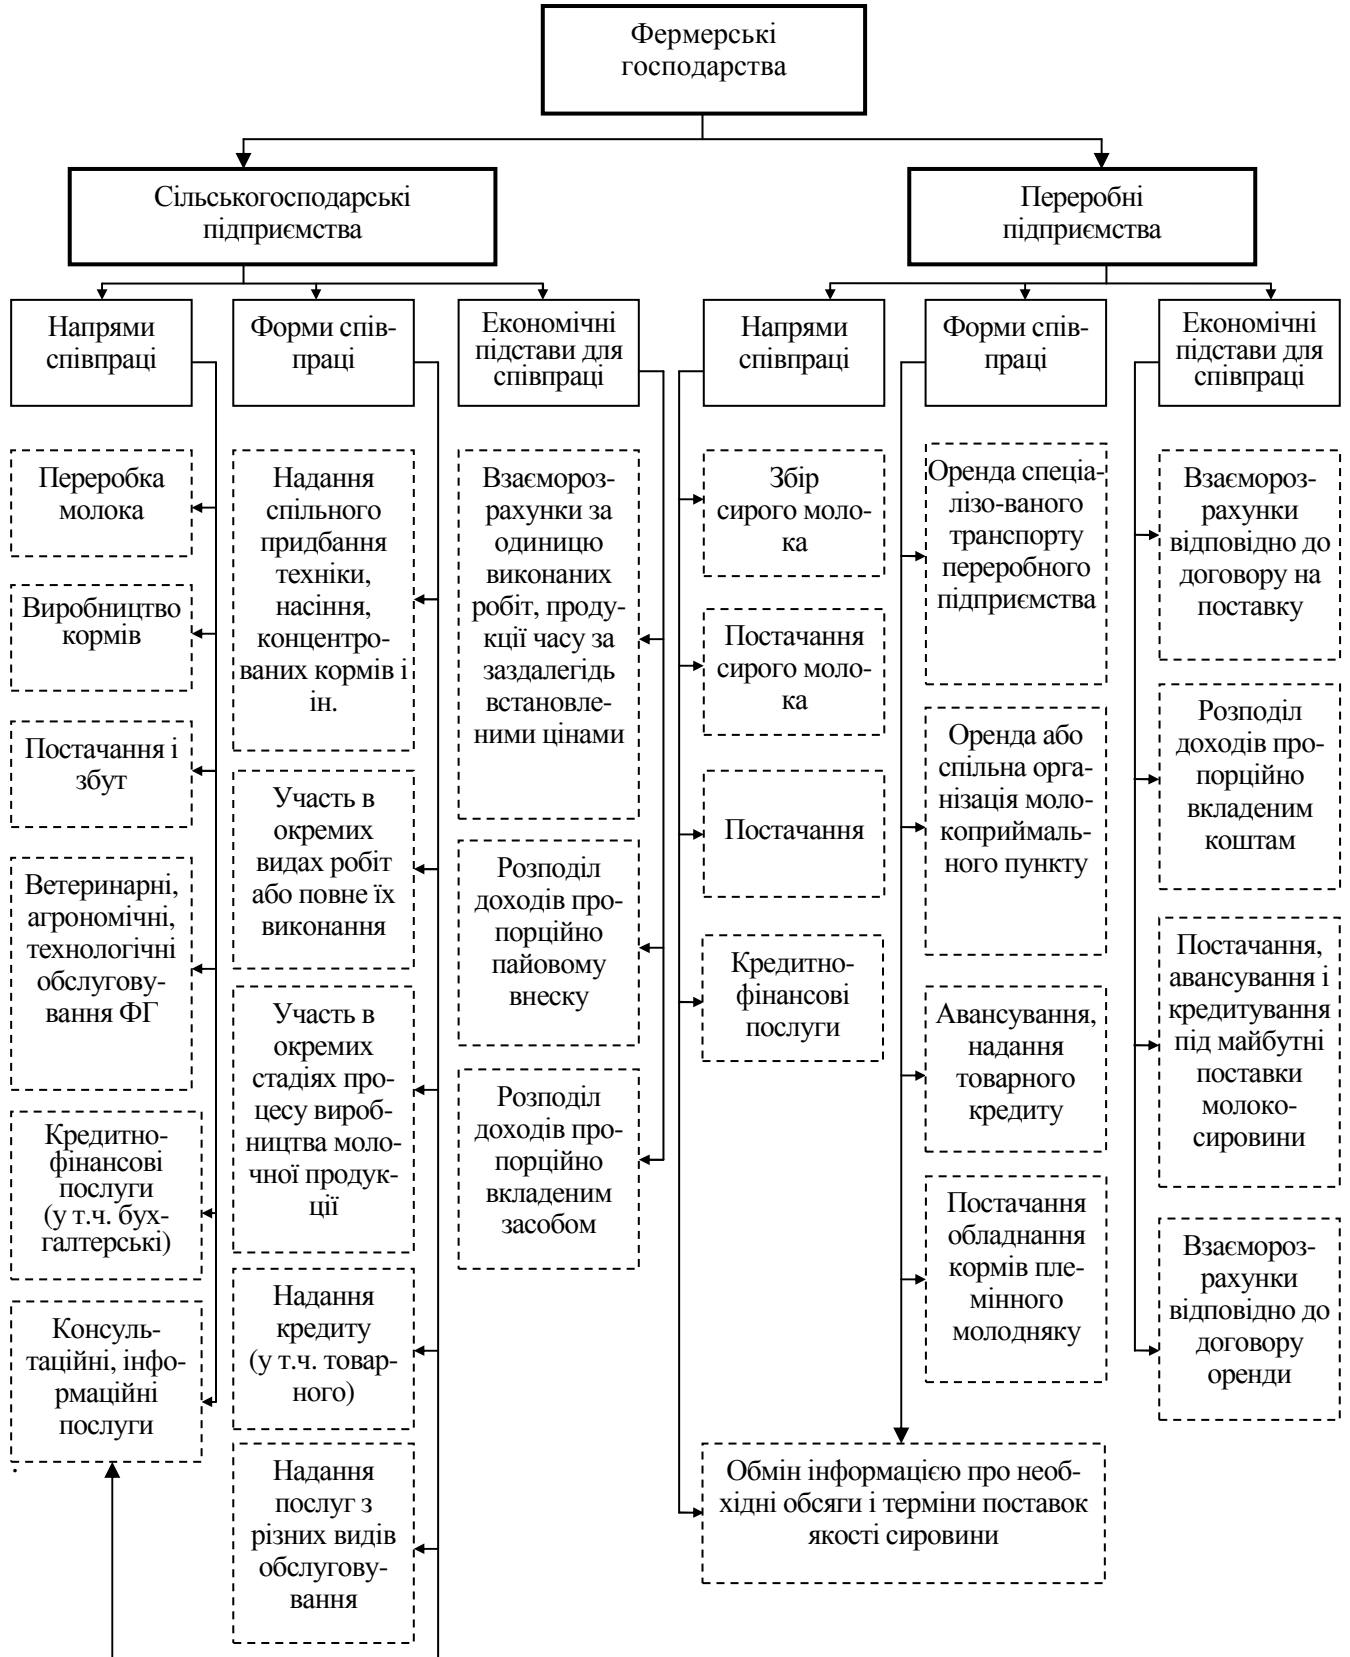 Фермерські
господарства
Сільськогосподарські
підприємства
Переробні
підприємства
Напрями
співпраці
Форми спів-
праці
Економічні
підстави для
співпраці
Напрями
співпраці
Форми спів-
праці
Економічні
підстави для
співпраці
Переробка
молока
Виробництво
кормів
Постачання і
збут
Ветеринарні,
агрономічні,
технологічні
обслугову-
вання ФГ
Кредитно-
фінансові
послуги
(у т.ч. бух-
галтерські)
Консуль-
таційні, інфо-
рмаційні
послуги
.
Надання
спільного
придбання
техніки,
насіння,
концентро-
ваних кормів і
ін.
Участь в
окремих
видах робіт
або повне їх
виконання
Участь в
окремих
стадіях про-
цесу вироб-
ництва молоч-
чної продук-
ції
Надання
кредиту
(у т.ч. товар-
ного)
Надання
послуг з
різних видів
обслугову-
вання
Взаємороз-
рахунки за
одиницю
виконаних
робіт, проду-
кції часу за
заздалегідь
встановле-
ними цінами
Розподіл
доходів про-
порційно
пайовому
внеску
Розподіл
доходів про-
порційно
вкладеним
засобом
Збір
сирого моло-
ка
Постачання
сирого моло-
ка
Постачання
Кредитно-
фінансові
послуги
Оренда спеціа-
лізо-ваного
транспорту
переробного
підприємства
Оренда або
спільна орга-
нізація моло-
коприймаль-
ного пункту
Авансування,
надання
товарного
кредиту
Постачання
обладнання
кормів пле-
мінного
молодняку
Взаємороз-
рахунки
відповідно до
договору на
поставку
Розподіл
доходів про-
порційно
вкладеним
коштам
Постачання,
авансування і
кредитування
під майбутні
поставки
молоко-
сировини
Взаємороз-
рахунки
відповідно до
договору
оренди
Обмін інформацією про необ-
хідні обсяги і терміни поставок
якості сировини